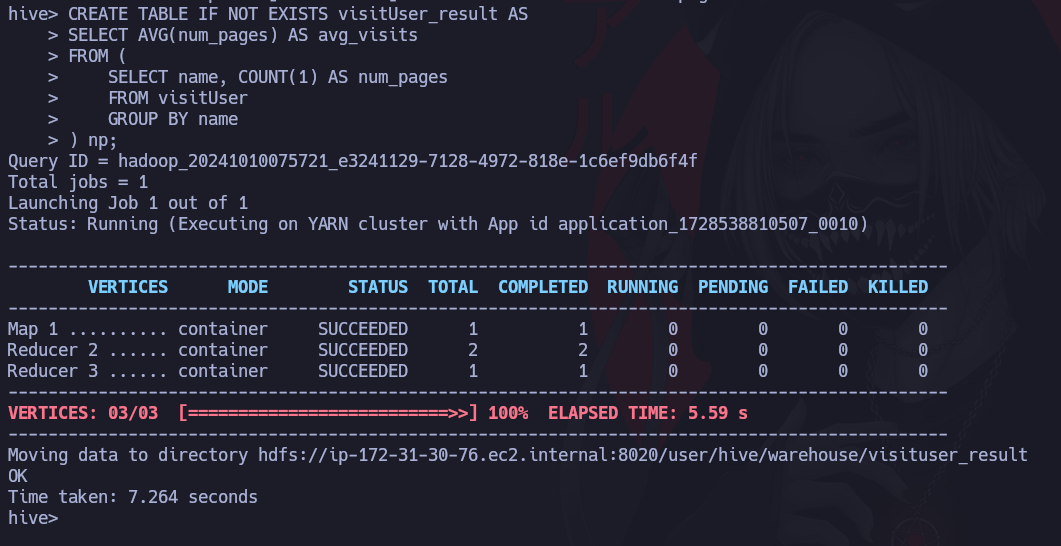 hive> CREATE TABLE IF NOT EXISTS visitUser_result AS
    > SELECT AVG(num_pages) AS avg_visits
    > FROM (
    >     SELECT name, COUNT(1) AS num_pages
    >     FROM visitUser
    >     GROUP BY name
    > ) np;
Query ID = hadoop_20241010075721_e3241129-7128-4972-818e-1c6ef9db6f4f
Total jobs = 1
Launching Job 1 out of 1
Status: Running (Executing on YARN cluster with App id application_1728538810507_0010)

----------------------------------------------------------------------------------------------
        VERTICES      MODE        STATUS  TOTAL  COMPLETED  RUNNING  PENDING  FAILED  KILLED
----------------------------------------------------------------------------------------------
Map 1 .......... container     SUCCEEDED      1          1        0        0       0       0
Reducer 2 ...... container     SUCCEEDED      2          2        0        0       0       0
Reducer 3 ...... container     SUCCEEDED      1          1        0        0       0       0
----------------------------------------------------------------------------------------------
VERTICES: 03/03  [==========================>>] 100%  ELAPSED TIME: 5.59 s
----------------------------------------------------------------------------------------------
Moving data to directory hdfs://ip-172-31-30-76.ec2.internal:8020/user/hive/warehouse/visituser_result
OK
Time taken: 7.264 seconds
hive>